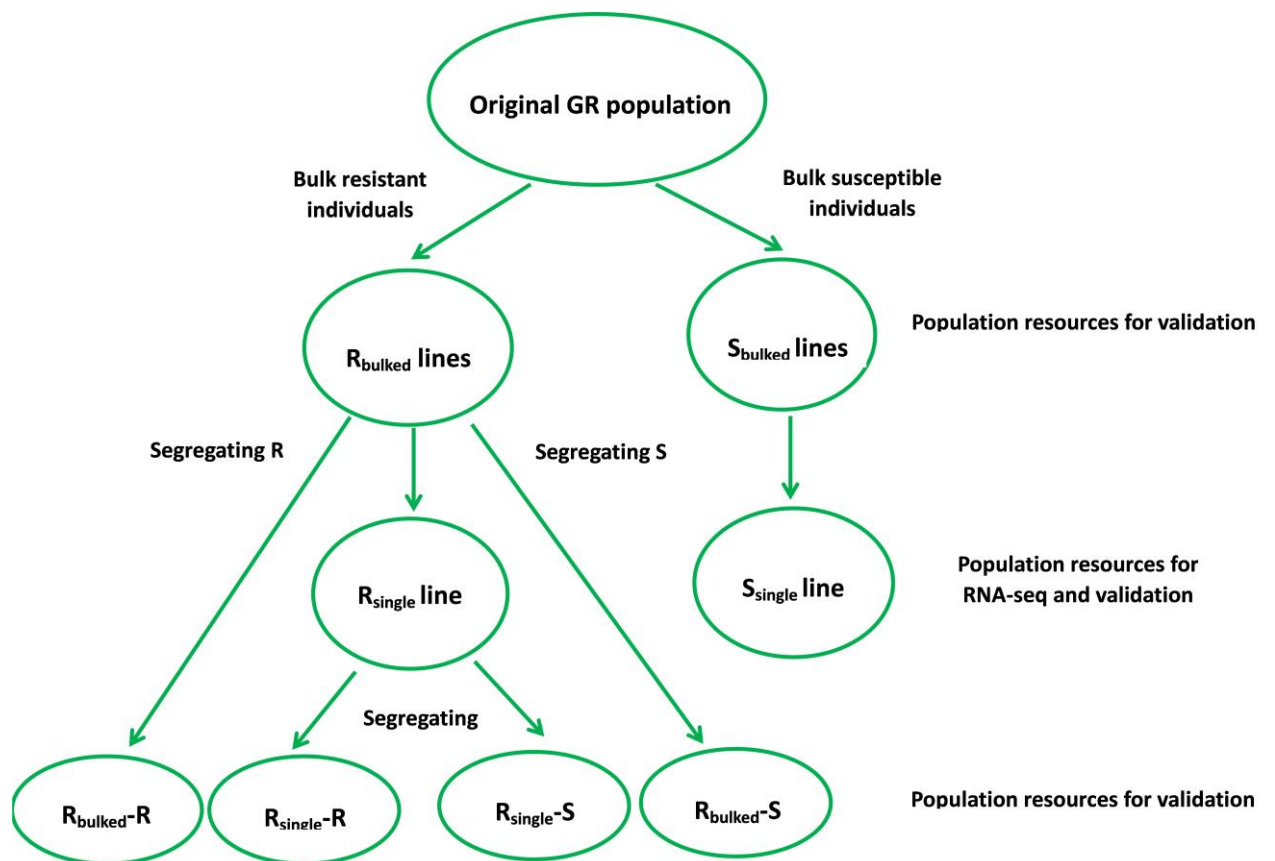 Original GR population
Bulk resistant
individuals
Bulk susceptible
individuals
Rbulked lines
Sbulked lines
Population resources for validation
Segregating R
Segregating S
Rsingle line
Ssingle line
Population resources for
RNA-seq and validation
Segregating
Rbulked-R
Rsingle-R
Rsingle-S
Rbulked-S
Population resources for validation